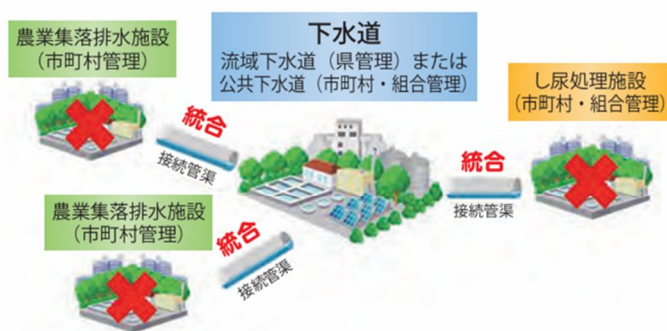 農業集落排水施設
(市町村管理)
下水道
流域下水道(県管理)または
公共下水道(市町村・組合管理)
し尿処理施設
(市町村・組合管理)
統合
接続管渠
統合
接続管渠
農業集落排水施設
(市町村管理)
統合
接続管渠